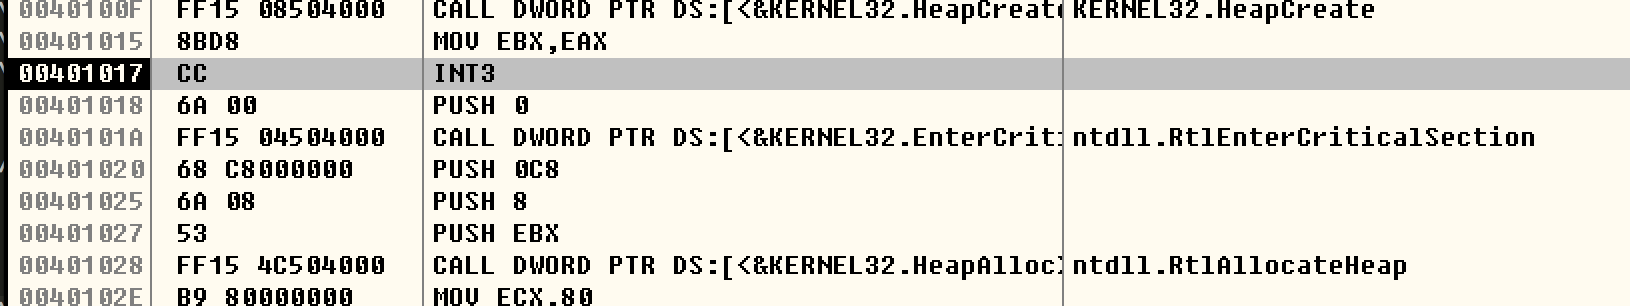 0040100F FF15 08504000 CALL DWORD PTR DS:[<&KERNEL32.HeapCreate KERNEL32.HeapCreate
00401015 8BD8 MOV EBX,EAX
00401017 CC INT3
00401018 6A 00 PUSH 0
0040101A FF15 04504000 CALL DWORD PTR DS:[<&KERNEL32.EnterCriti ntdll.RtlEnterCriticalSection
00401020 68 C8000000 PUSH 0C8
00401025 6A 08 PUSH 8
00401027 53 PUSH EBX
00401028 FF15 4C504000 CALL DWORD PTR DS:[<&KERNEL32.HeapAlloc> ntdll.RtlAllocateHeap
0040102E B9 80000000 MOV ECX,80